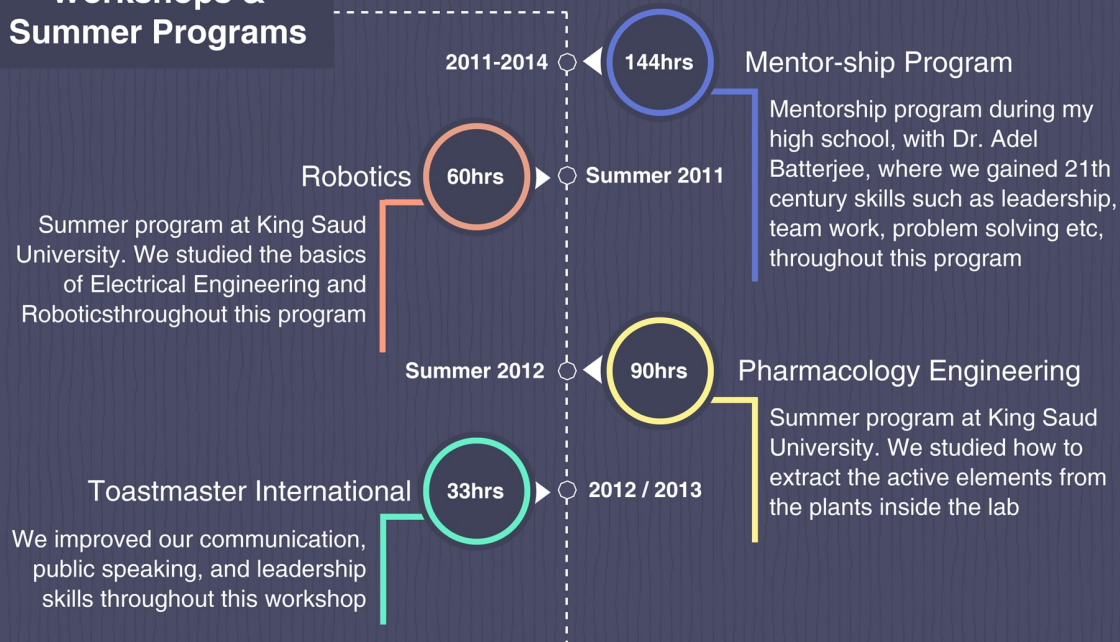 Workshops &
Summer Programs
2011-2014
144hrs
Mentor-ship Program
Mentorship program during my
high school, with Dr. Adel
Batterjee, where we gained 21th
century skills such as leadership,
team work, problem solving etc,
throughout this program
Robotics
60hrs
Summer 2011
Summer program at King Saud
University. We studied the basics
of Electrical Engineering and
Roboticsthroughout this program
Summer 2012
90hrs
Pharmacology Engineering
Summer program at King Saud
University. We studied how to
extract the active elements from
the plants inside the lab
Toastmaster International
33hrs
2012 / 2013
We improved our communication,
public speaking, and leadership
skills throughout this workshop